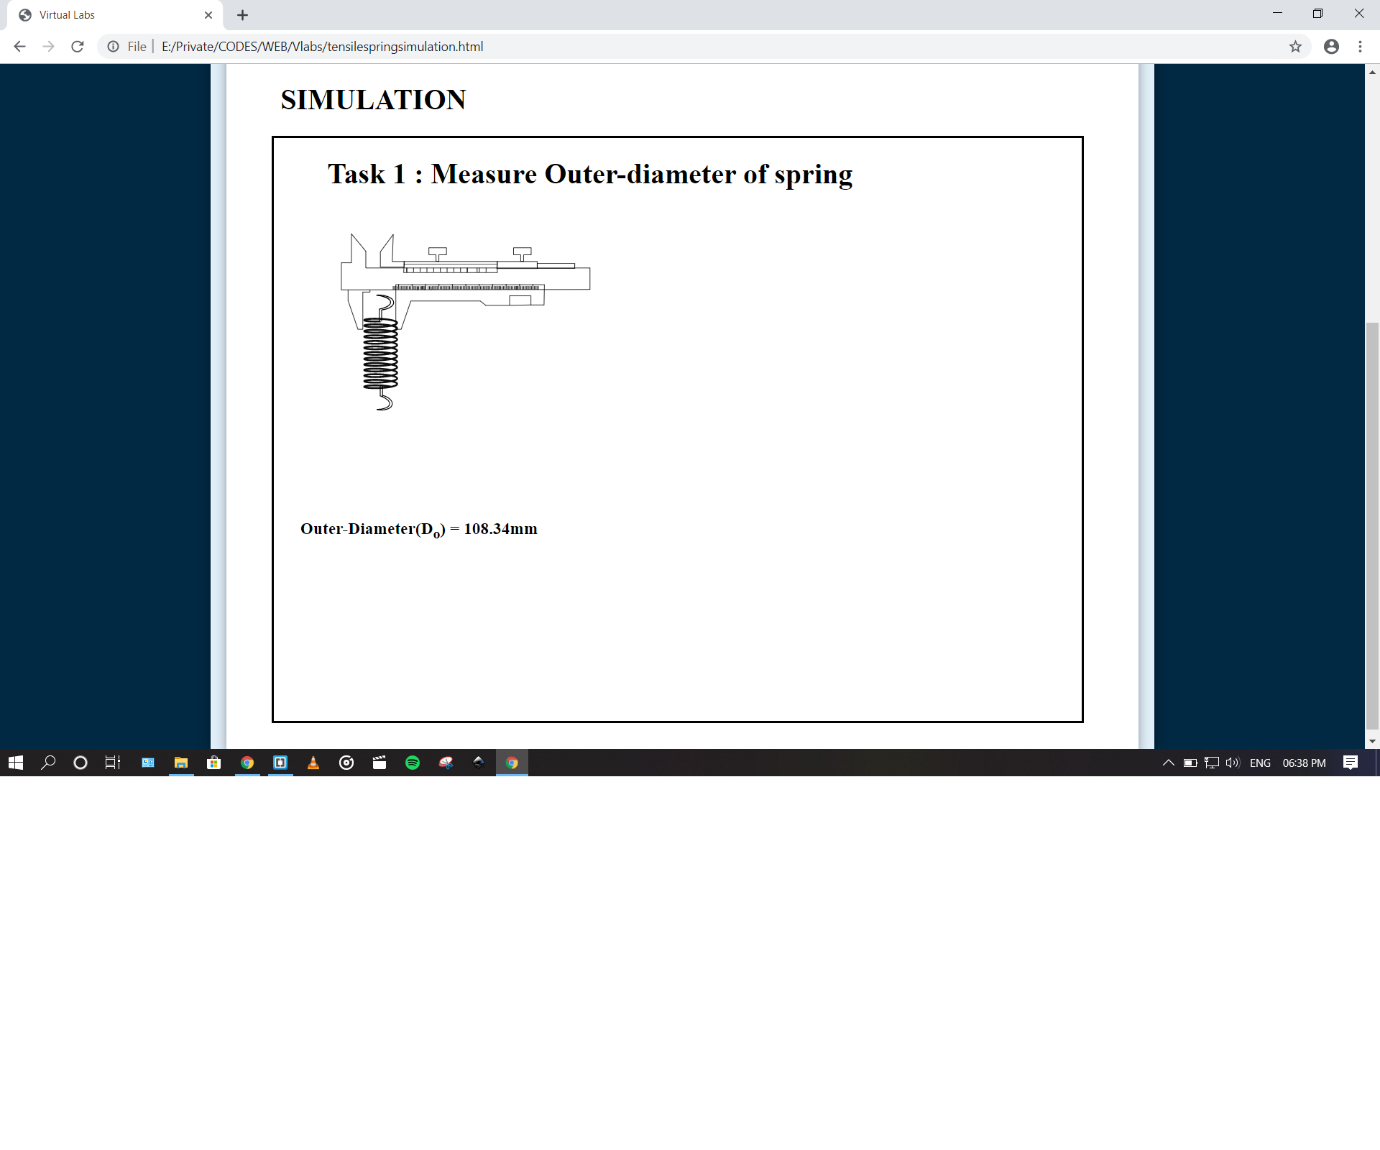 Virtual Labs
File E:/Private/CODES/WEB/Vlabs/tensilespringsimulation.html
SIMULATION
Task 1 : Measure Outer-diameter of spring
Outer-Diameter(Do) = 108.34mm
ENG 06:38 PM